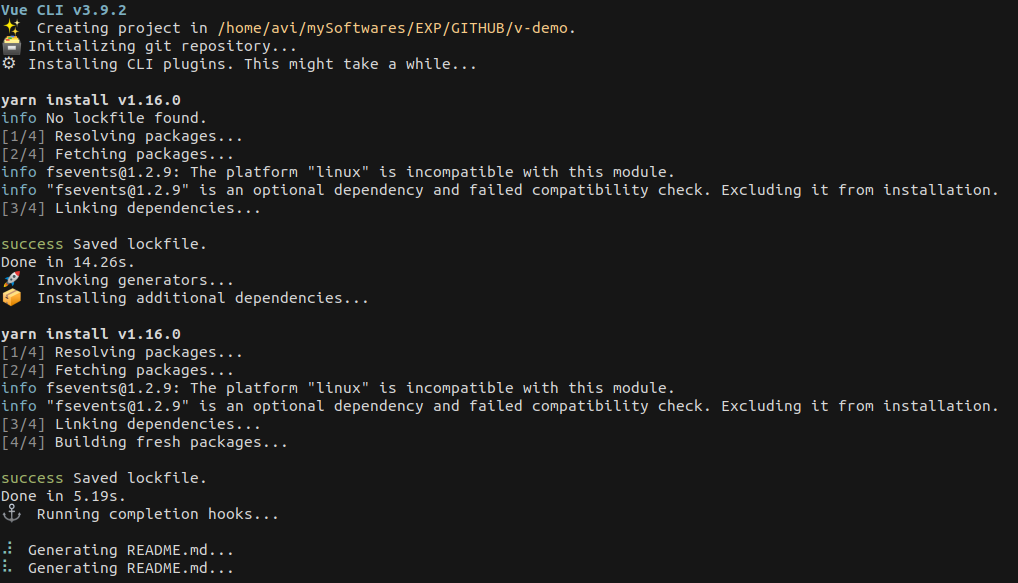 Vue CLI v3.9.2
✨  Creating project in /home/avi/mySoftwares/EXP/GITHUB/v-demo.
🗃 Initializing git repository...
⚙ Installing CLI plugins. This might take a while...
yarn install v1.16.0
info No lockfile found.
[1/4] Resolving packages...
[2/4] Fetching packages...
info fsevents@1.2.9: The platform "linux" is incompatible with this module.
info "fsevents@1.2.9" is an optional dependency and failed compatibility check. Excluding it from installation.
[3/4] Linking dependencies...
success Saved lockfile.
Done in 14.26s.
🚀  Invoking generators...
📦  Installing additional dependencies...
yarn install v1.16.0
[1/4] Resolving packages...
[2/4] Fetching packages...
info fsevents@1.2.9: The platform "linux" is incompatible with this module.
info "fsevents@1.2.9" is an optional dependency and failed compatibility check. Excluding it from installation.
[3/4] Linking dependencies...
[4/4] Building fresh packages...
success Saved lockfile.
Done in 5.19s.
⚓  Running completion hooks...
Generating README.md...
Generating README.md...